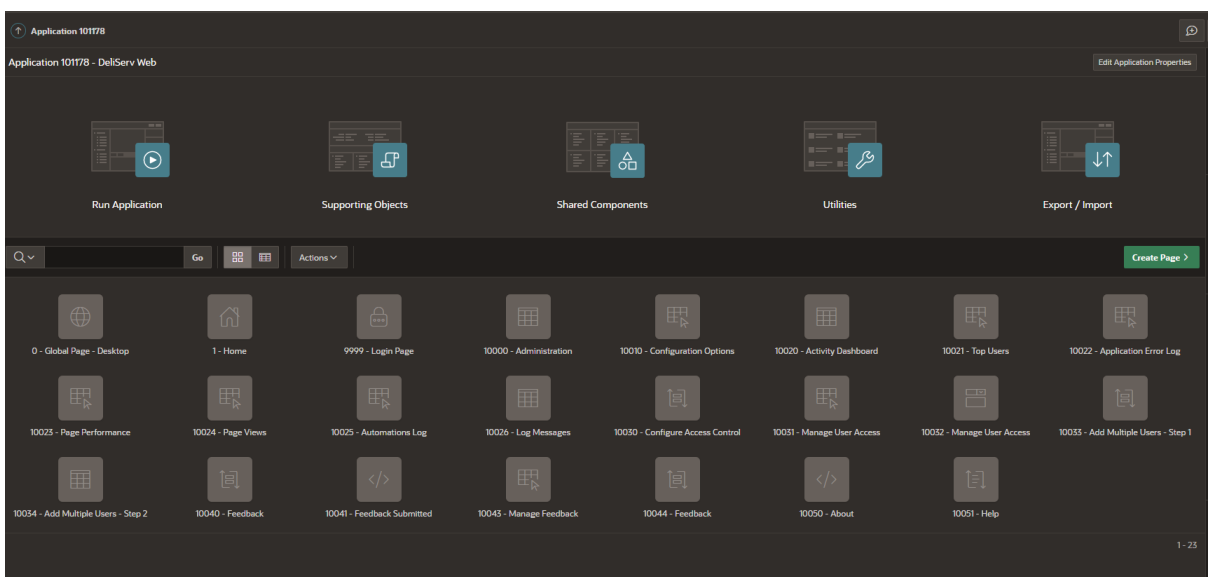 Application 101178
Application 101178 - DeliServ Web
Edit Application Properties
Run Application
Supporting Objects
Shared Components
Utilities
Export / Import
Go
Actions
Create Page
0 - Global Page - Desktop
1 - Home
9999 - Login Page
10000 - Administration
10010 - Configuration Options
10020 - Activity Dashboard
10021 - Top Users
10022 - Application Error Log
10023 - Page Performance
10024 - Page Views
10025 - Automations Log
10026 - Log Messages
10030 - Configure Access Control
10031 - Manage User Access
10032 - Manage User Access
10033 - Add Multiple Users - Step 1
10034 - Add Multiple Users - Step 2
10040 - Feedback
10041 - Feedback Submitted
10043 - Manage Feedback
10044 - Feedback
10050 - About
10051 - Help
1 - 23